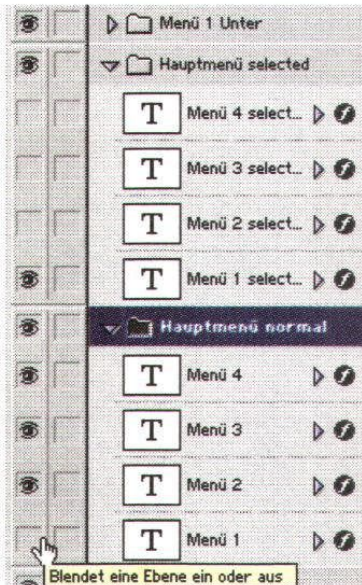 Menü 1 Unter
Hauptmenü selected
T Menü 4 select...
T Menü 3 select...
T Menü 2 select...
T Menü 1 select...
Hauptmenü normal
T Menü 4
T Menü 3
T Menü 2
T Menü 1
Blendet eine Ebene ein oder aus